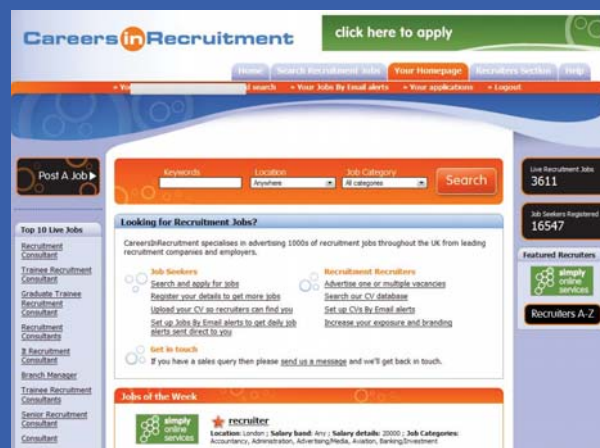 Careers in Recruitment
click here to apply
Home Search Recruitment Jobs Your Homepage Recruiters Section Help
search » Your Jobs By Email alerts » Your applications » Logout
Post A Job
Keywords Location Job Category
Anywhere All categories Search
Live Recruitment Jobs
3611
Job Seekers Registered
16547
Featured Recruiters
simply
online
services
Recruiters A-Z
Top 10 Live Jobs
Recruitment
Consultant
Trainee Recruitment
Consultant
Graduate Trainee
Recruitment
Consultant
Recruitment
Consultants
It Recruitment
Consultant
Branch Manager
Trainee Recruitment
Consultants
Senior Recruitment
Consultant
Consultant
Looking for Recruitment Jobs?
CareersInRecruitment specialises in advertising 1000s of recruitment jobs throughout the UK from leading
recruitment companies and employers.
Job Seekers
Search and apply for jobs
Register your details to get more jobs
Upload your CV so recruiters can find you
Set up Jobs By Email alerts to get daily job
alerts sent direct to you
Recruitment Recruiters
Advertise one or multiple vacancies
Search our CV database
Set up CVs By Email alerts
Increase your exposure and branding
Get in touch
If you have a sales query then please send us a message and we'll get back in touch.
Jobs of the Week
simply
online
services
recruiter
Location: London ; Salary band: Any ; Salary details: 20000 ; Job Categories:
Accountancy, Administration, Advertising/Media, Aviation, Banking/Investment